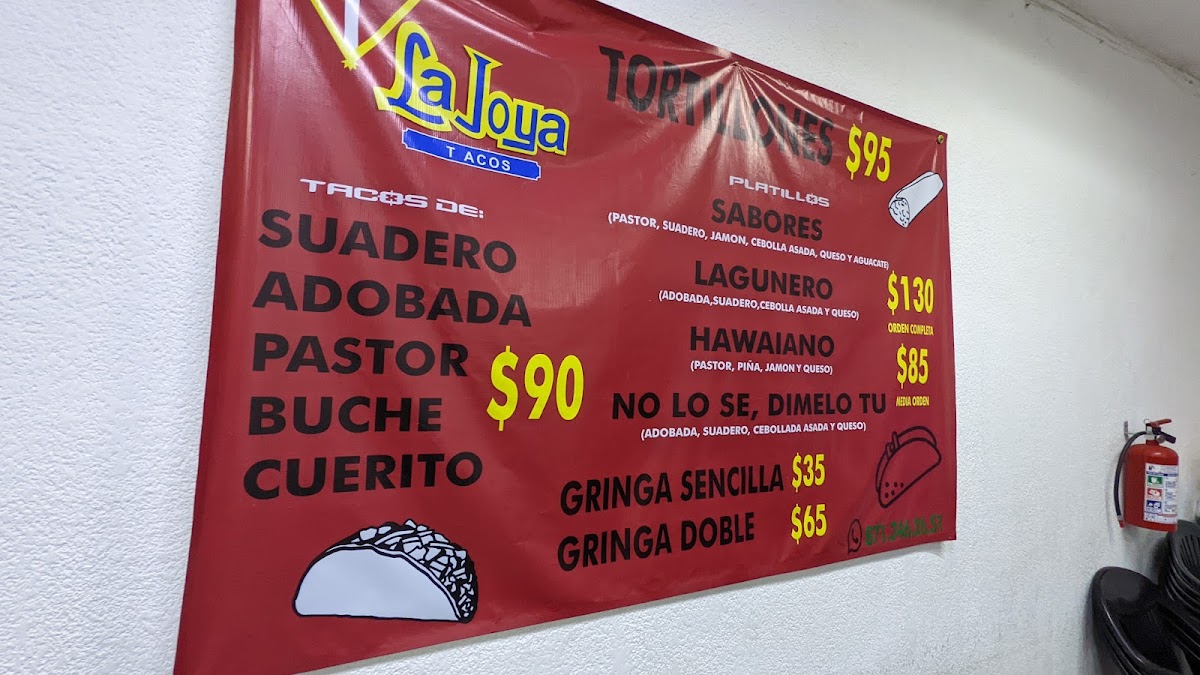 La Joya
TACOS
TACOS DE:
SUADERO
ADOBADA
PASTOR
BUCHE
CUERITO
$90
TORTILLONES
$95
PLATILLOS
SABORES
(PASTOR, SUADERO, JAMON, CEBOLLA ASADA, QUESO Y AGUACATE)
LAGUNERO
(ADOBADA,SUADERO,CEBOLLA ASADA Y QUESO)
HAWAIANO
(PASTOR, PIÑA, JAMON Y QUESO)
NO LO SE, DIMELO TU
(ADOBADA, SUADERO, CEBOLLADA ASADA Y QUESO)
$130
ORDEN COMPLETA
$85
MEDIA ORDEN
GRINGA SENCILLA $35
GRINGA DOBLE $65